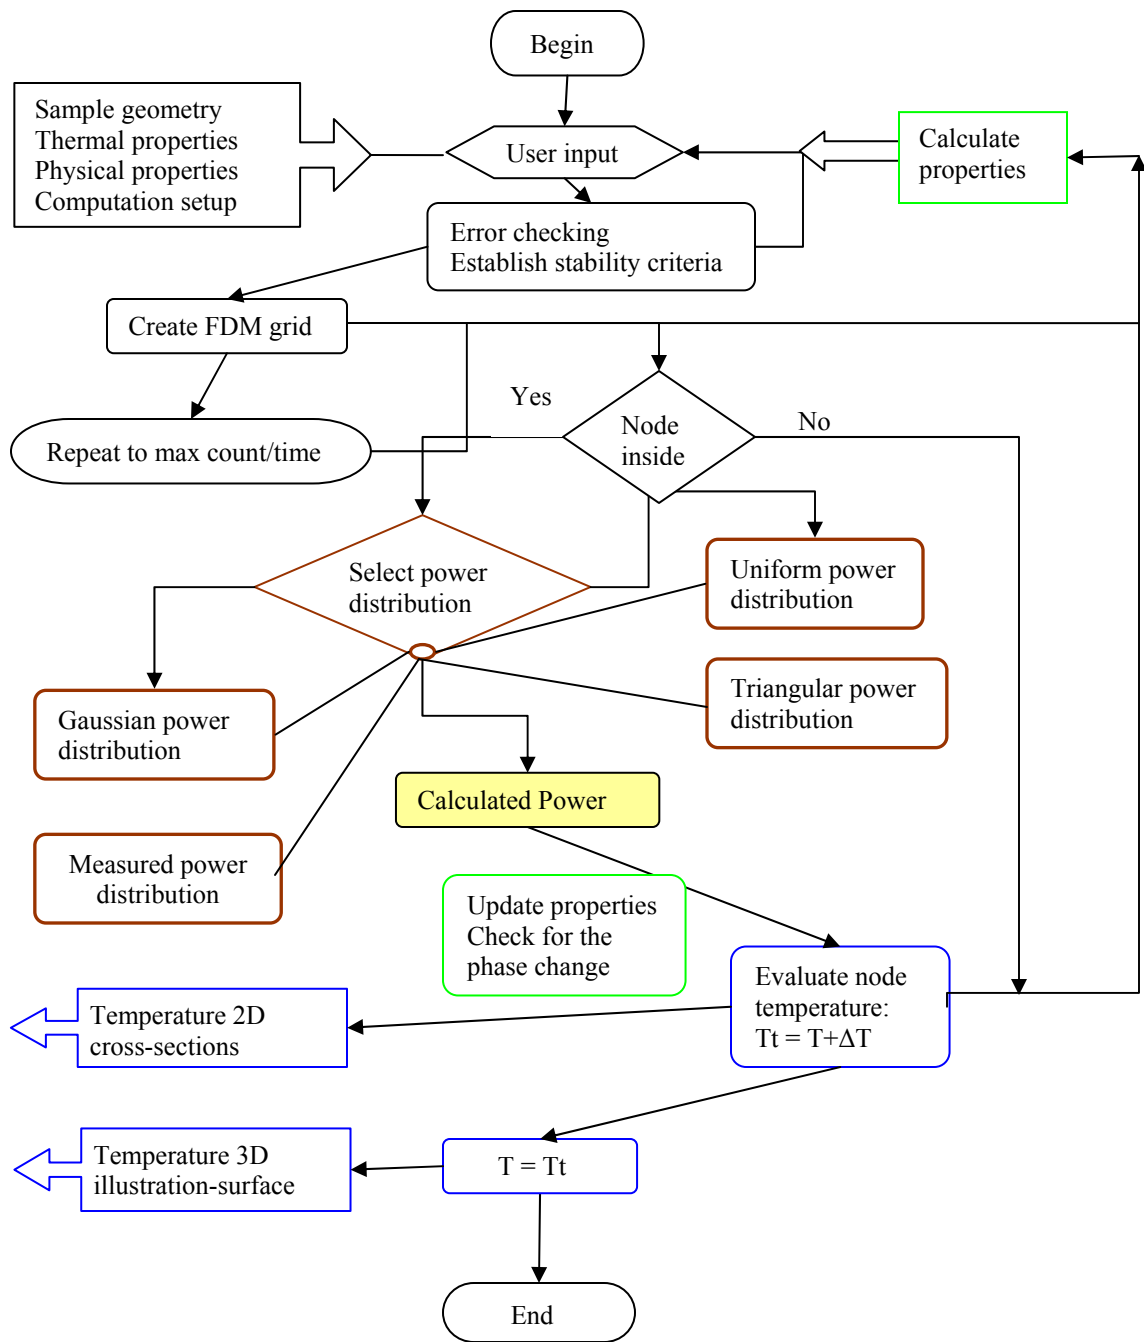 Begin
Sample geometry
Thermal properties
Physical properties
Computation setup
User input
Calculate
properties
Error checking
Establish stability criteria
Create FDM grid
Yes
Node
inside
No
Repeat to max count/time
Select power
distribution
Uniform power
distribution
Gaussian power
distribution
Triangular power
distribution
Calculated Power
Measured power
distribution
Update properties
Check for the
phase change
Evaluate node
temperature:
Tt = T+ΔT
Temperature 2D
cross-sections
Temperature 3D
illustration-surface
T = Tt
End